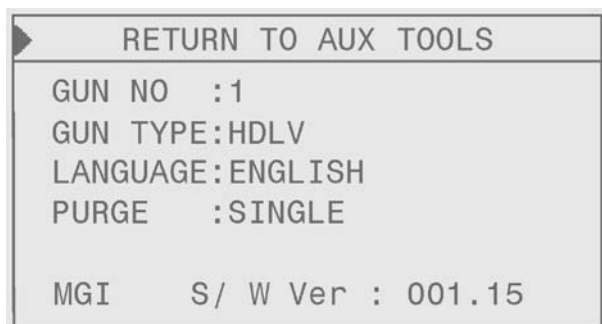 RETURN TO AUX TOOLS
GUN NO :1
GUN TYPE:HDLV
LANGUAGE:ENGLISH
PURGE :SINGLE
MGI S/ W Ver : 001.15